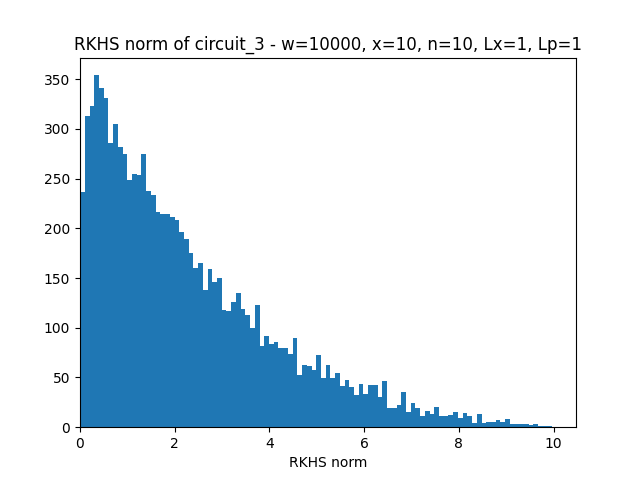 RKHS norm of circuit_3 - w=10000, x=10, n=10, Lx=1, Lp=1
350
300
250
200
150
100
50
0
0 2 4 6 8 10
RKHS norm